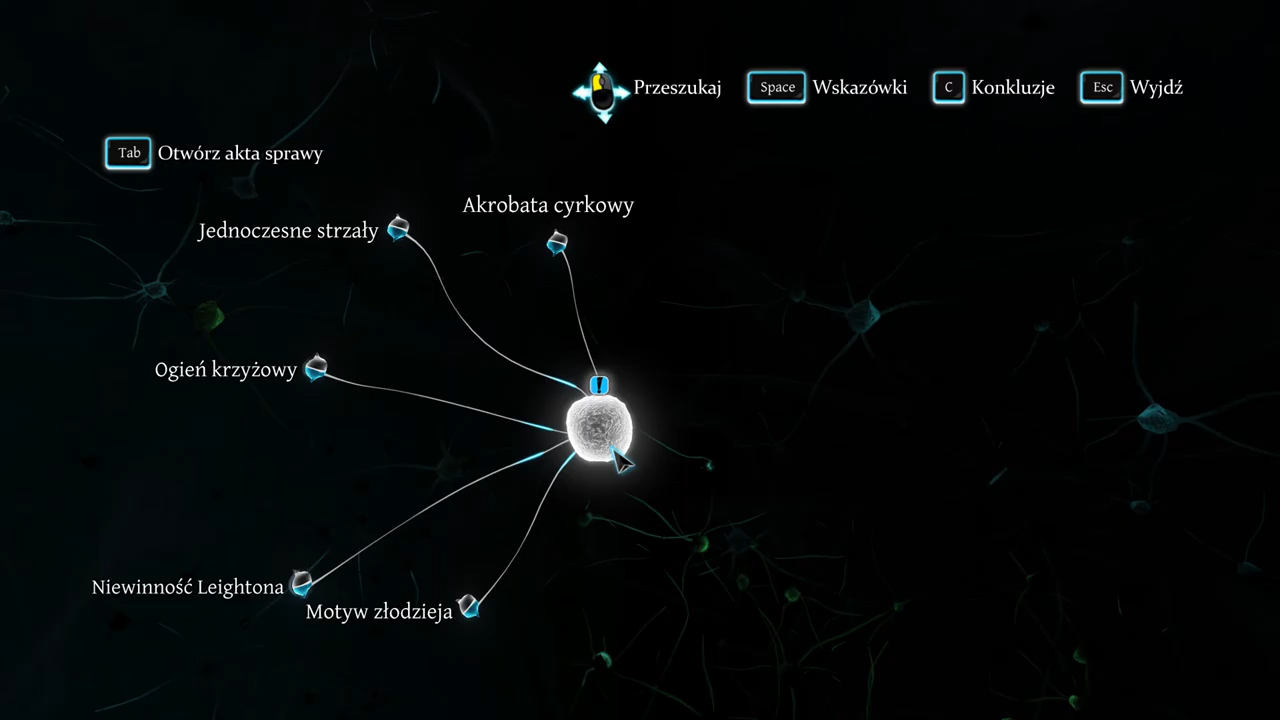 Przeszukaj
Space Wskazówki
C Konkluzje
Esc Wyjdź
Tab Otwórz akta sprawy
Akrobata cyrkowy
Jednoczesne strzały
!
Ogień krzyżowy
Niewinność Leightona
Motyw złodzieja